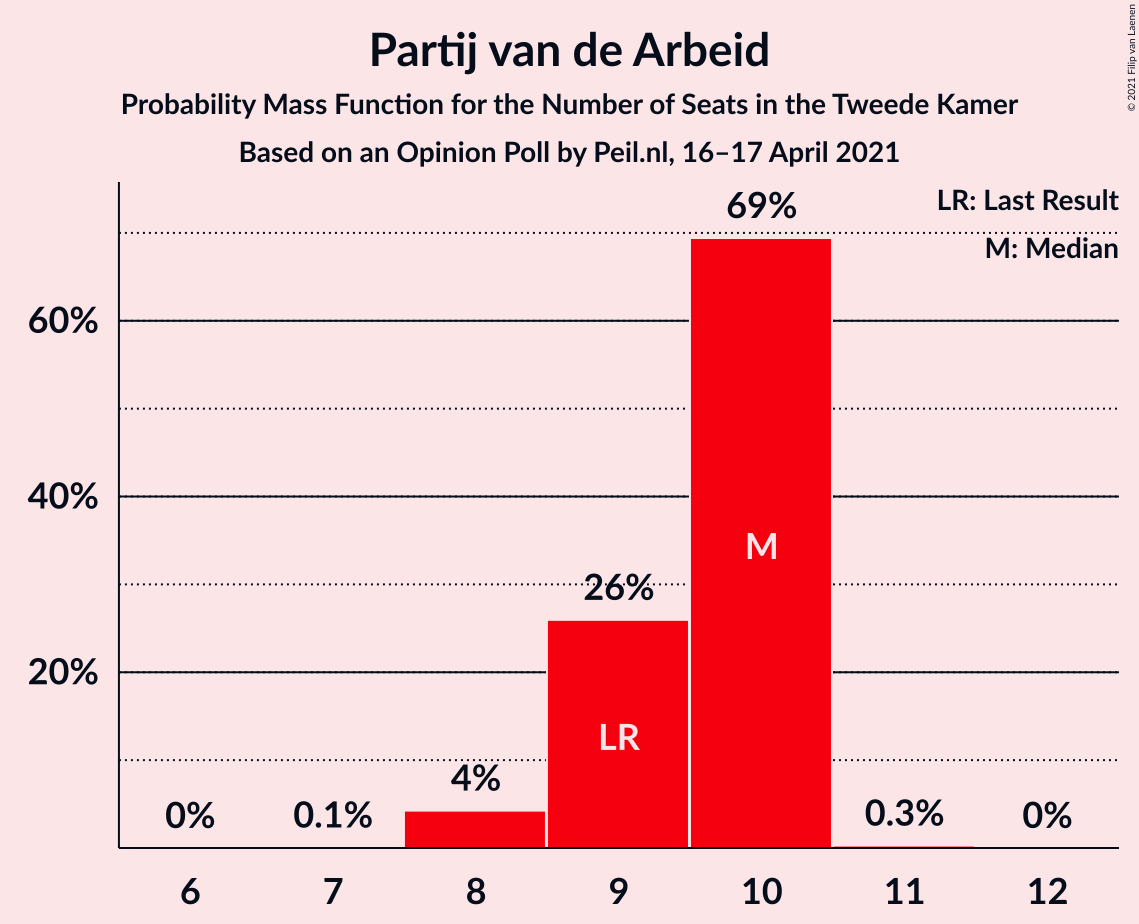 Partij van de Arbeid
Probability Mass Function for the Number of Seats in the Tweede Kamer
Based on an Opinion Poll by Peil.nl, 16–17 April 2021
© 2021 Filip van Laenen
LR: Last Result
M: Median
69%
60%
40%
20%
M
26%
LR
4%
0%
0.1%
0.3%
0%
6 7 8 9 10 11 12